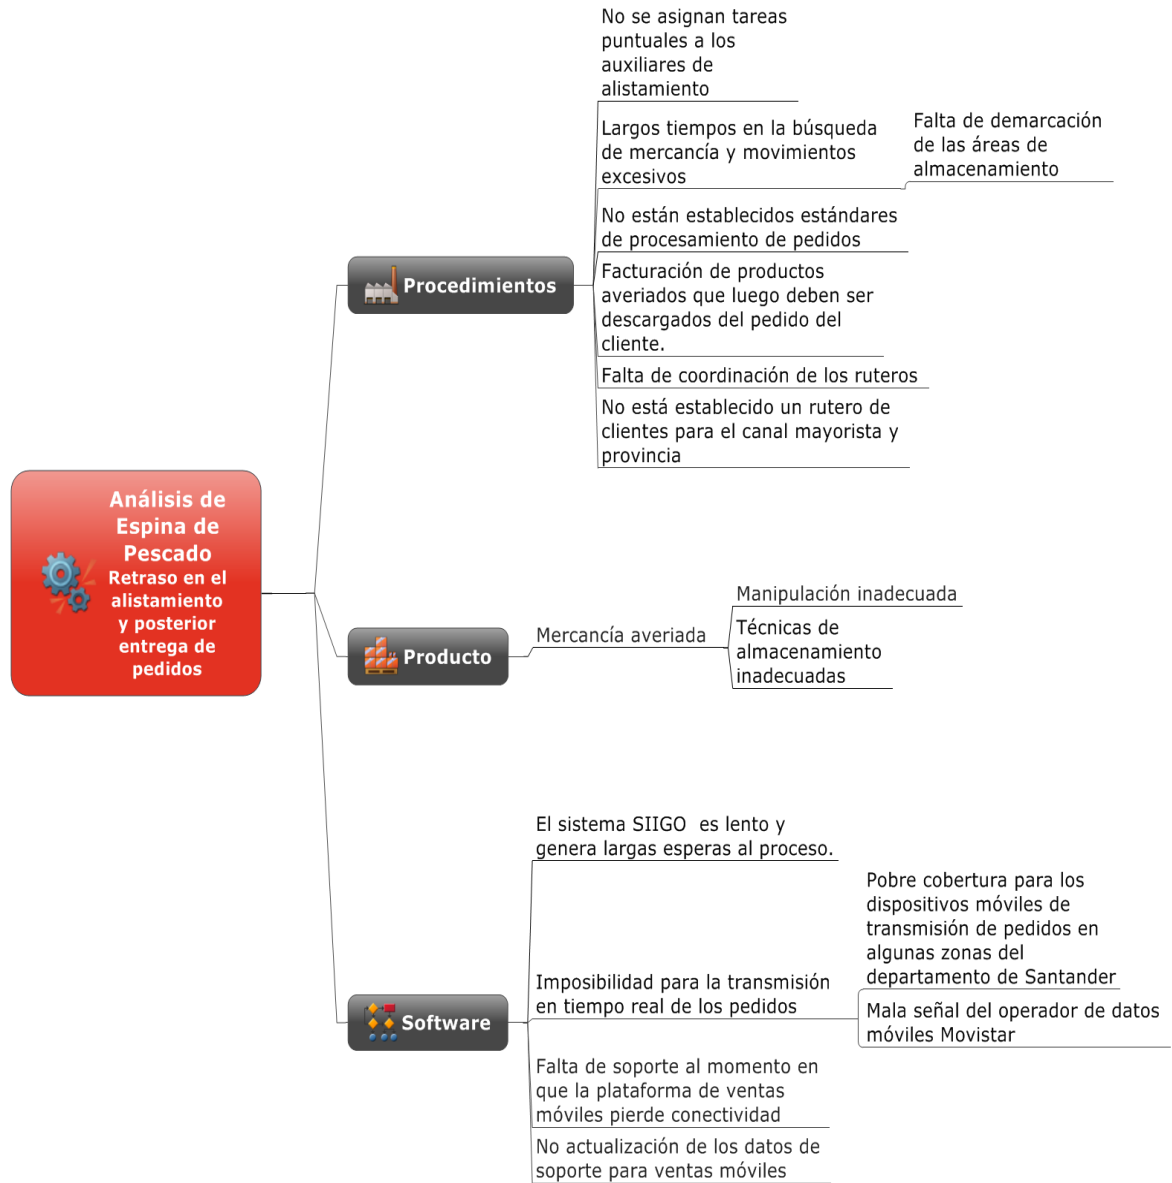 Análisis de
Espina de
Pescado
Retraso en el
alistamiento
y posterior
entrega de
pedidos
Procedimientos
No se asignan tareas
puntuales a los
auxiliares de
alistamiento
Largos tiempos en la búsqueda
de mercancía y movimientos
excesivos
Falta de demarcación
de las áreas de
almacenamiento
No están establecidos estándares
de procesamiento de pedidos
Facturación de productos
averiados que luego deben ser
descargados del pedido del
cliente.
Falta de coordinación de los ruteros
No está establecido un rutero de
clientes para el canal mayorista y
provincia
Producto
Mercancía averiada
Manipulación inadecuada
Técnicas de
almacenamiento
inadecuadas
Software
El sistema SIIGO  es lento y
genera largas esperas al proceso.
Imposibilidad para la transmisión
en tiempo real de los pedidos
Pobre cobertura para los
dispositivos móviles de
transmisión de pedidos en
algunas zonas del
departamento de Santander
Mala señal del operador de datos
móviles Movistar
Falta de soporte al momento en
que la plataforma de ventas
móviles pierde conectividad
No actualización de los datos de
soporte para ventas móviles